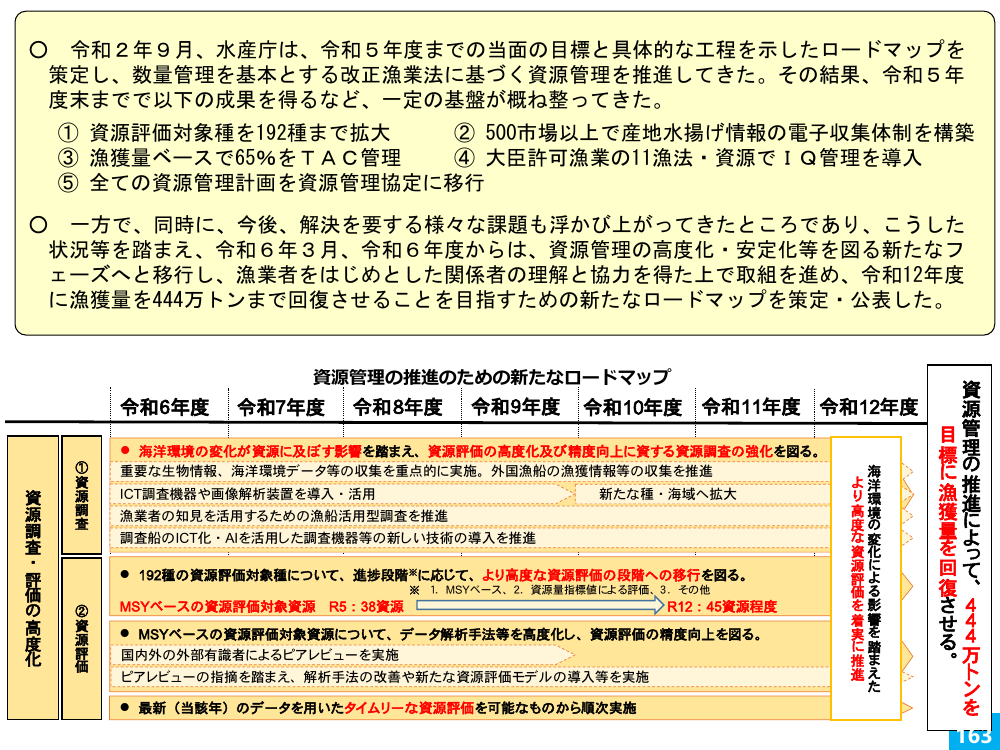 ○　令和２年９月、水産庁は、令和５年度までの当面の目標と具体的な工程を示したロードマップを
策定し、数量管理を基本とする改正漁業法に基づく資源管理を推進してきた。その結果、令和５年
度末までで以下の成果を得るなど、一定の基盤が概ね整ってきた。
① 資源評価対象種を192種まで拡大　② 500市場以上で産地水揚げ情報の電子収集体制を構築
③ 漁獲量ベースで65%をＴＡＣ管理　④ 大臣許可漁業の11漁法・資源でＩＱ管理を導入
⑤ 全ての資源管理計画を資源管理協定に移行
○　一方で、同時に、今後、解決を要する様々な課題も浮かび上がってきたところであり、こうした
状況等を踏まえ、令和６年３月、令和６年度からは、資源管理の高度化・安定化等を図る新たなフ
ェーズへと移行し、漁業者をはじめとした関係者の理解と協力を得た上で取組を進め、令和12年度
に漁獲量を444万トンまで回復させることを目指すための新たなロードマップを策定・公表した。
資源管理の推進のための新たなロードマップ
令和6年度　令和7年度　令和8年度　令和9年度　令和10年度　令和11年度　令和12年度
資源調査・評価の高度化
①資源調査
● 海洋環境の変化が資源に及ぼす影響を踏まえ、資源評価の高度化及び精度向上に資する資源調査の強化を図る。
重要な生物情報、海洋環境データ等の収集を重点的に実施。外国漁船の漁獲情報等の収集を推進
ICT調査機器や画像解析装置を導入・活用　新たな種・海域へ拡大
漁業者の知見を活用するための漁船活用型調査を推進
調査船のICT化・AIを活用した調査機器等の新しい技術の導入を推進
②資源評価
● 192種の資源評価対象種について、進捗段階※に応じて、より高度な資源評価の段階への移行を図る。
※ 1．MSYベース、2．資源量指標値による評価、3．その他
MSYベースの資源評価対象資源　R5：38資源　R12：45資源程度
● MSYベースの資源評価対象資源について、データ解析手法等を高度化し、資源評価の精度向上を図る。
国内外の外部有識者によるピアレビューを実施
ピアレビューの指摘を踏まえ、解析手法の改善や新たな資源評価モデルの導入等を実施
● 最新（当該年）のデータを用いたタイムリーな資源評価を可能なものから順次実施
海洋環境の変化による影響を踏まえた
より高度な資源評価を着実に推進
資源管理の推進によって、４４４万トンを
目標に漁獲量を回復させる。
163